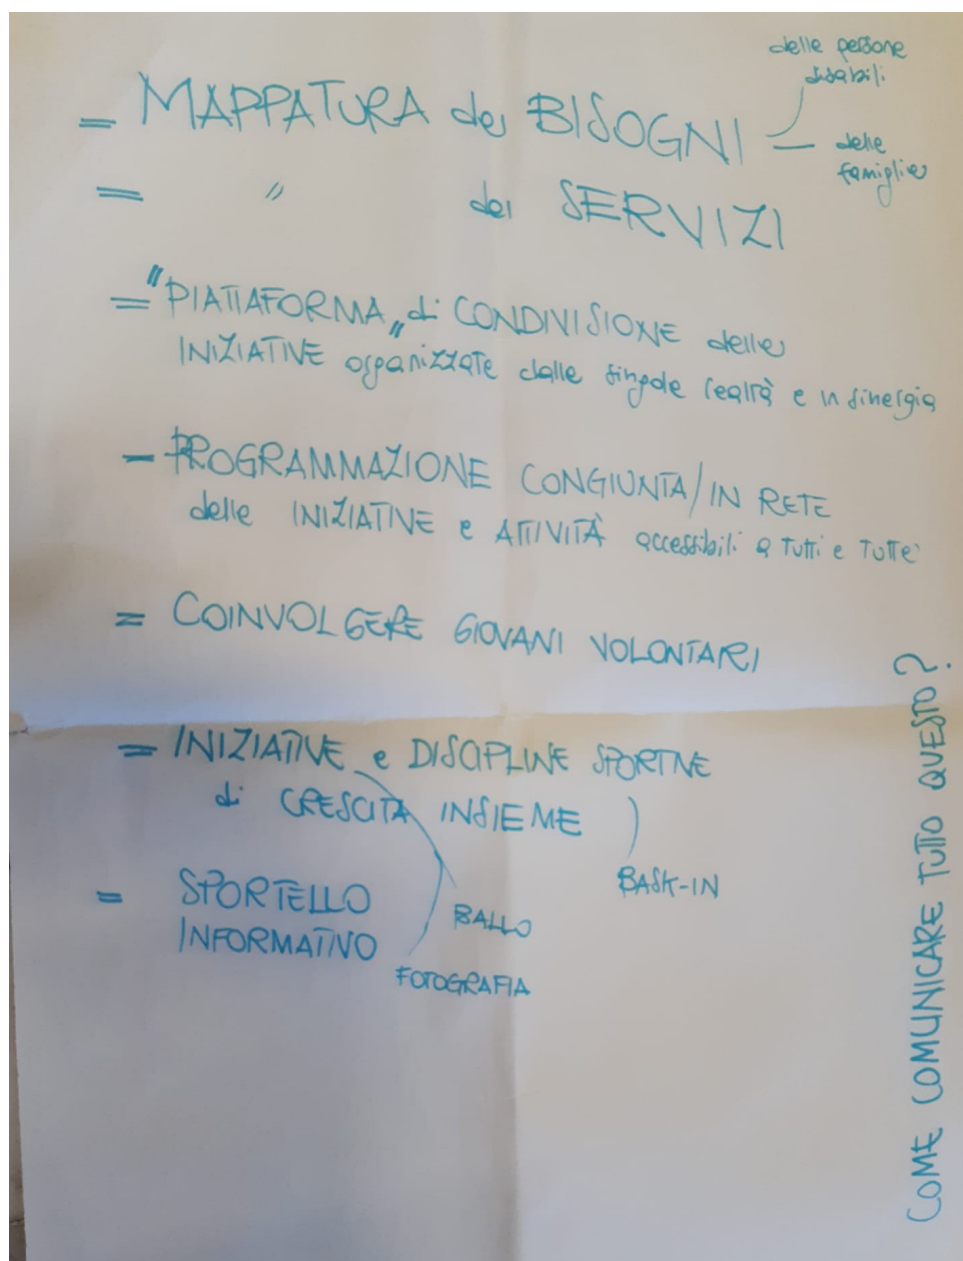 delle persone
disabili
= MAPPATURA dei BISOGNI — delle
famiglie
= " dei SERVIZI
= "PIATTAFORMA" di CONDIVISIONE delle
INIZIATIVE organizzate dalle singole realtà e in sinergia
- PROGRAMMAZIONE CONGIUNTA/IN RETE
delle INIZIATIVE e ATTIVITÀ accessibili a tutti e tutte
= COINVOLGERE GIOVANI VOLONTARI
= INIZIATIVE e DISCIPLINE SPORTIVE
di CRESCITA INSIEME
BASK-IN
= SPORTELLO
INFORMATIVO
BALLO
FOTOGRAFIA
COME COMUNICARE TUTTO QUESTO?